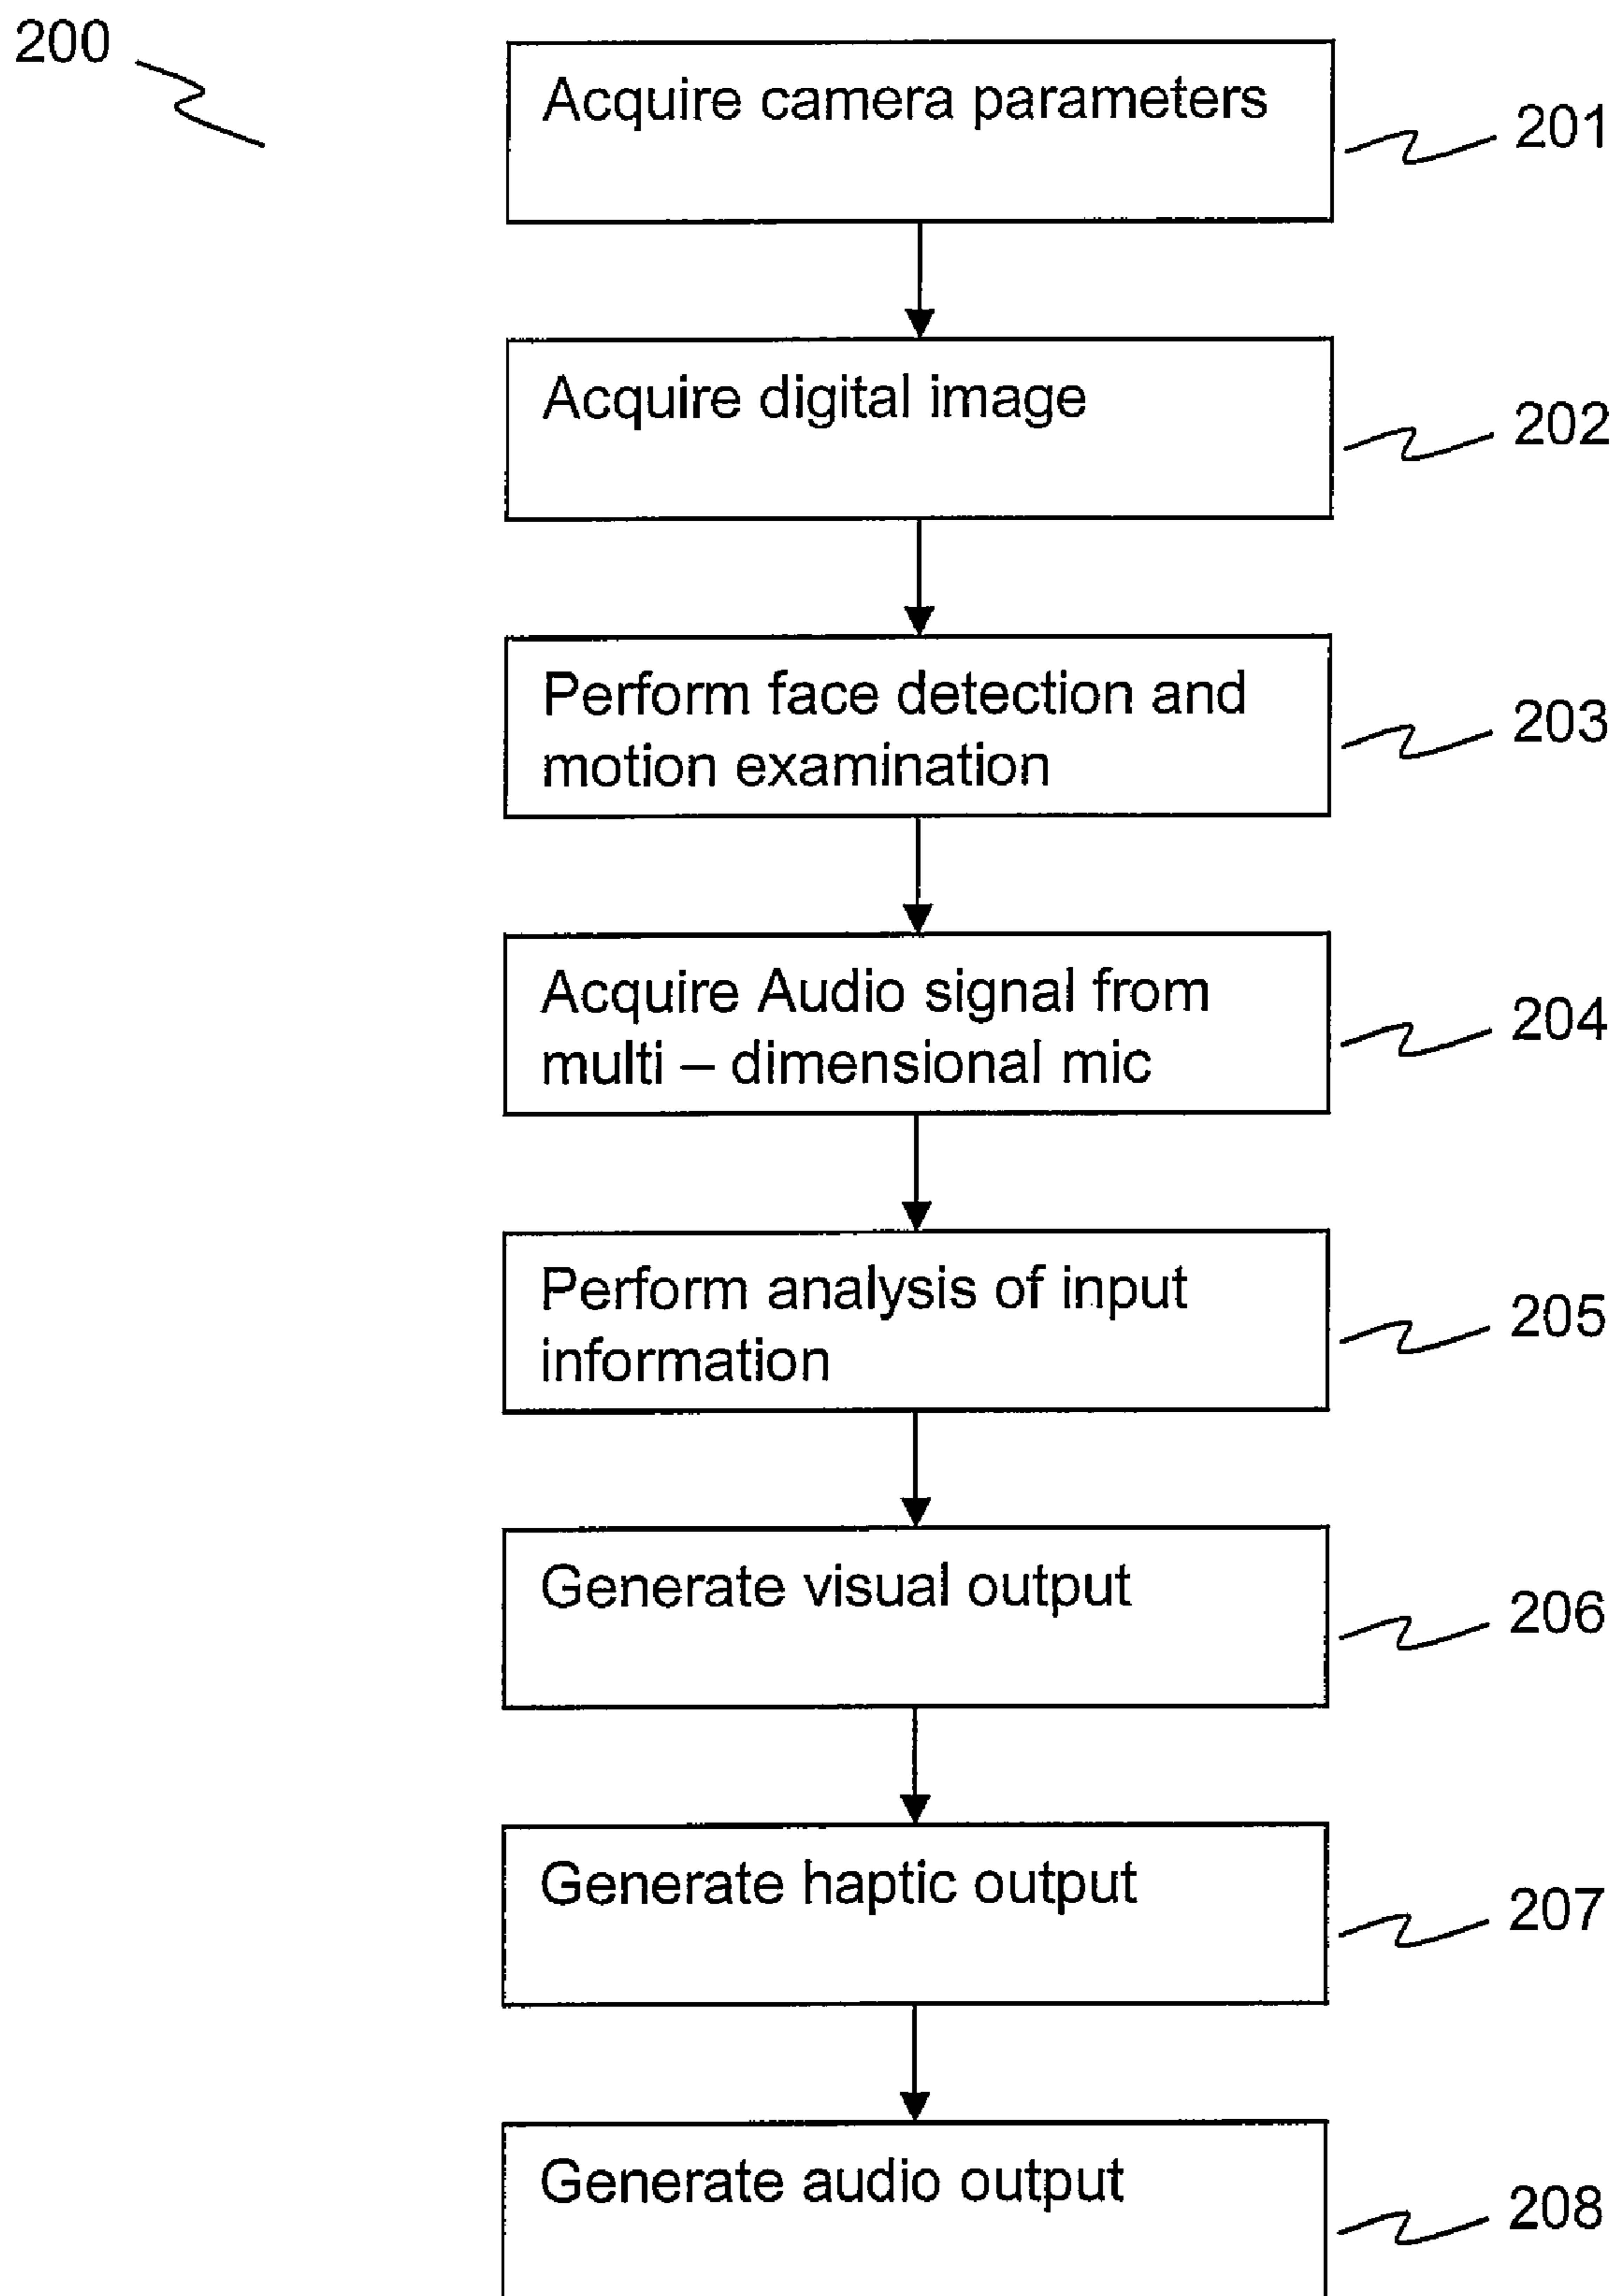 200
Acquire camera parameters
201
Acquire digital image
202
Perform face detection and
motion examination
203
Acquire Audio signal from
multi – dimensional mic
204
Perform analysis of input
information
205
Generate visual output
206
Generate haptic output
207
Generate audio output
208